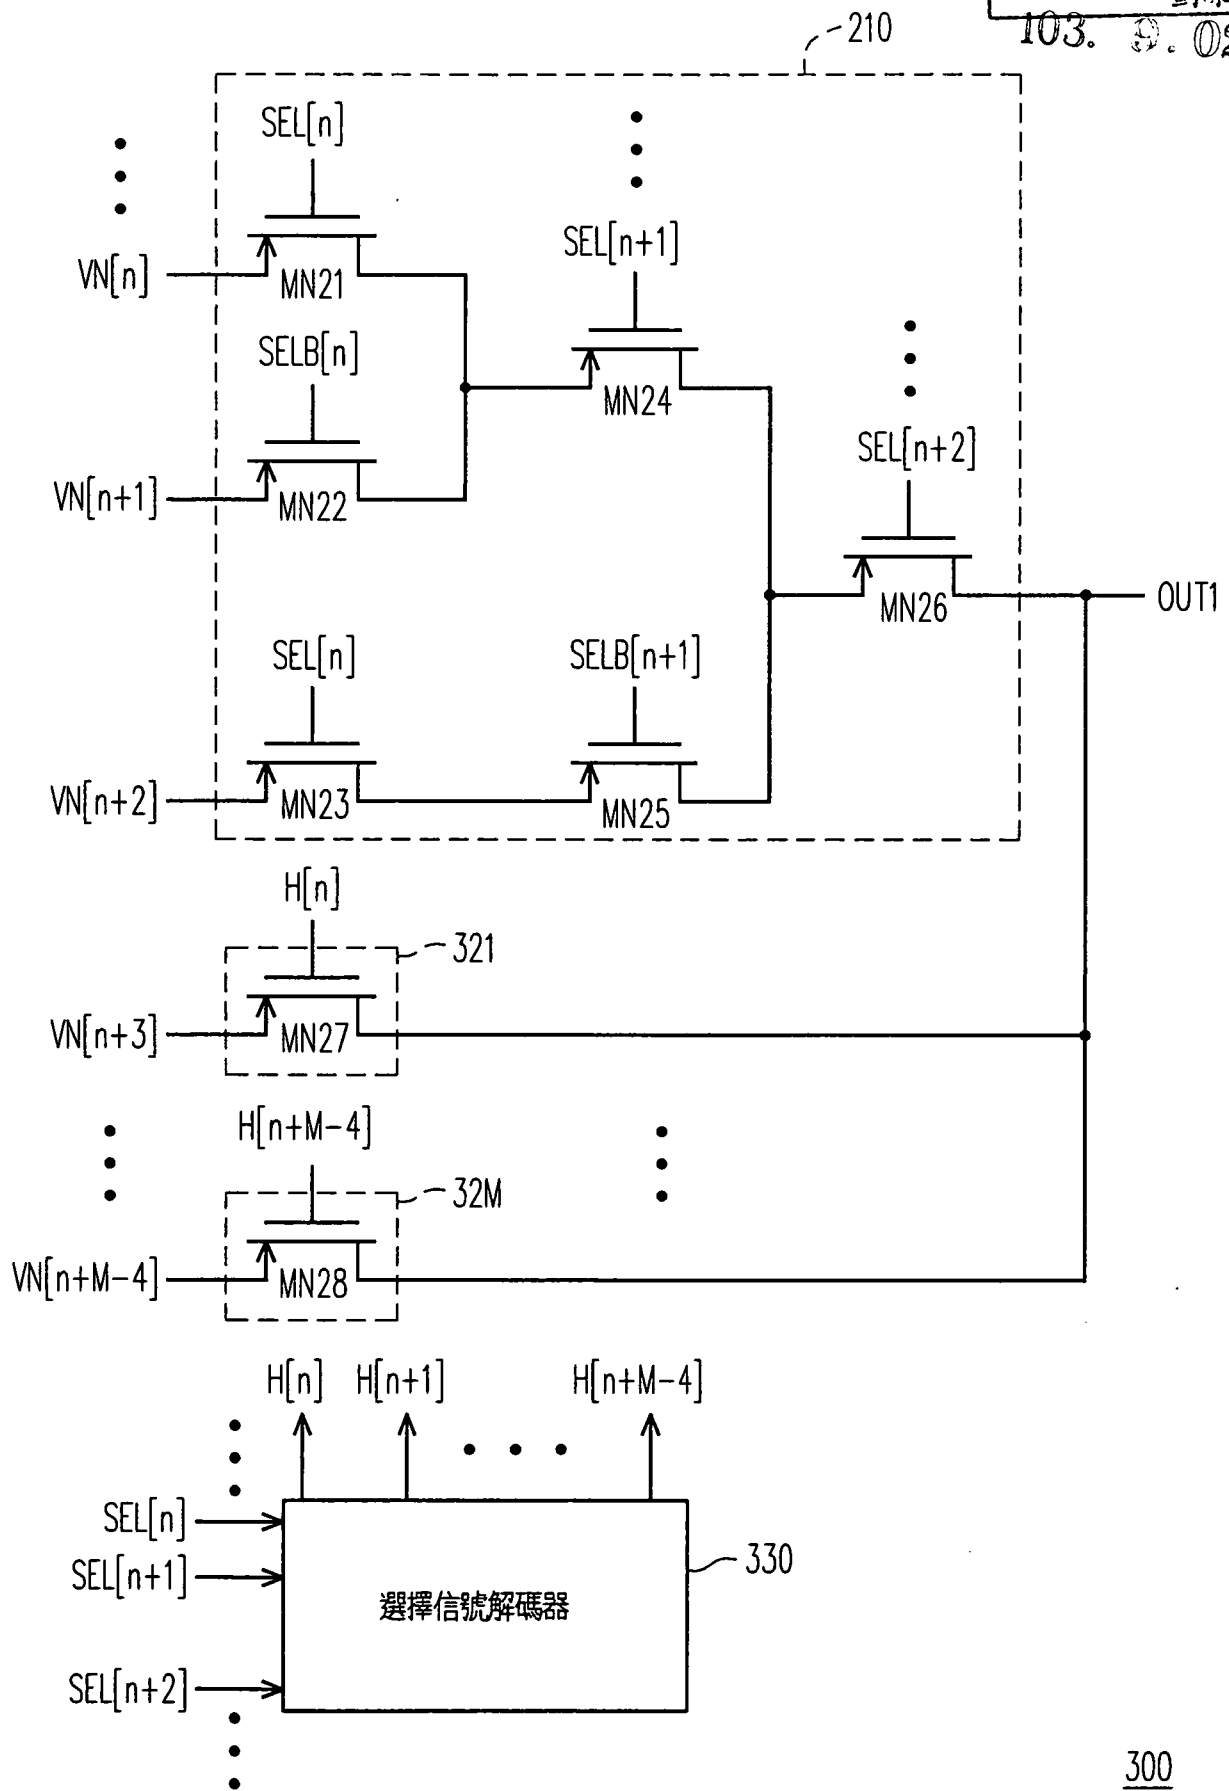 103. 9. 02
210
SEL[n]
SEL[n+1]
VN[n]
MN21
SELB[n]
MN24
SEL[n+2]
VN[n+1]
MN22
MN26
OUT1
SEL[n]
SELB[n+1]
VN[n+2]
MN23
MN25
H[n]
321
VN[n+3]
MN27
H[n+M-4]
32M
VN[n+M-4]
MN28
H[n]
H[n+1]
H[n+M-4]
SEL[n]
SEL[n+1]
330
選擇信號解碼器
SEL[n+2]
300